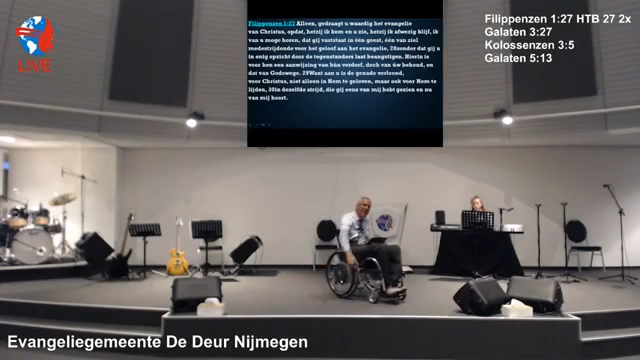 Filippenzen 1:27 Alleen, gedraagt u waardig het evangelie
van Christus, opdat, hetzij ik kom en u zie, hetzij ik afwezig blijf, ik
van u moge horen, dat gij vaststaat in één geest, één van ziel
medestrijdende voor het geloof aan het evangelie, 28zonder dat gij u
in enig opzicht door de tegenstanders laat beangstigen. Hierin is
voor hen een aanwijzing van hún verderf, doch van úw behoud, en
dat van Godswege. 29Want aan u is de genade verleend,
voor Christus, niet alleen in Hem te geloven, maar ook voor Hem te
lijden, 30in dezelfde strijd, die gij eens van mij hebt gezien en nu
van mij hoort.
Filippenzen 1:27 HTB 27 2x
Galaten 3:27
Kolossenzen 3:5
Galaten 5:13
LIVE
Evangeliegemeente De Deur Nijmegen